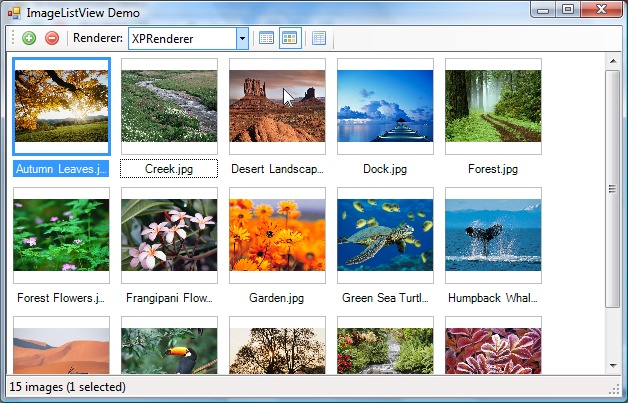 ImageListView Demo
Renderer: XPRenderer
Autumn Leaves.j... Creek.jpg Desert Landscap... Dock.jpg Forest.jpg
Forest Flowers.j... Frangipani Flow... Garden.jpg Green Sea Turtl... Humpback Whal...
15 images (1 selected)